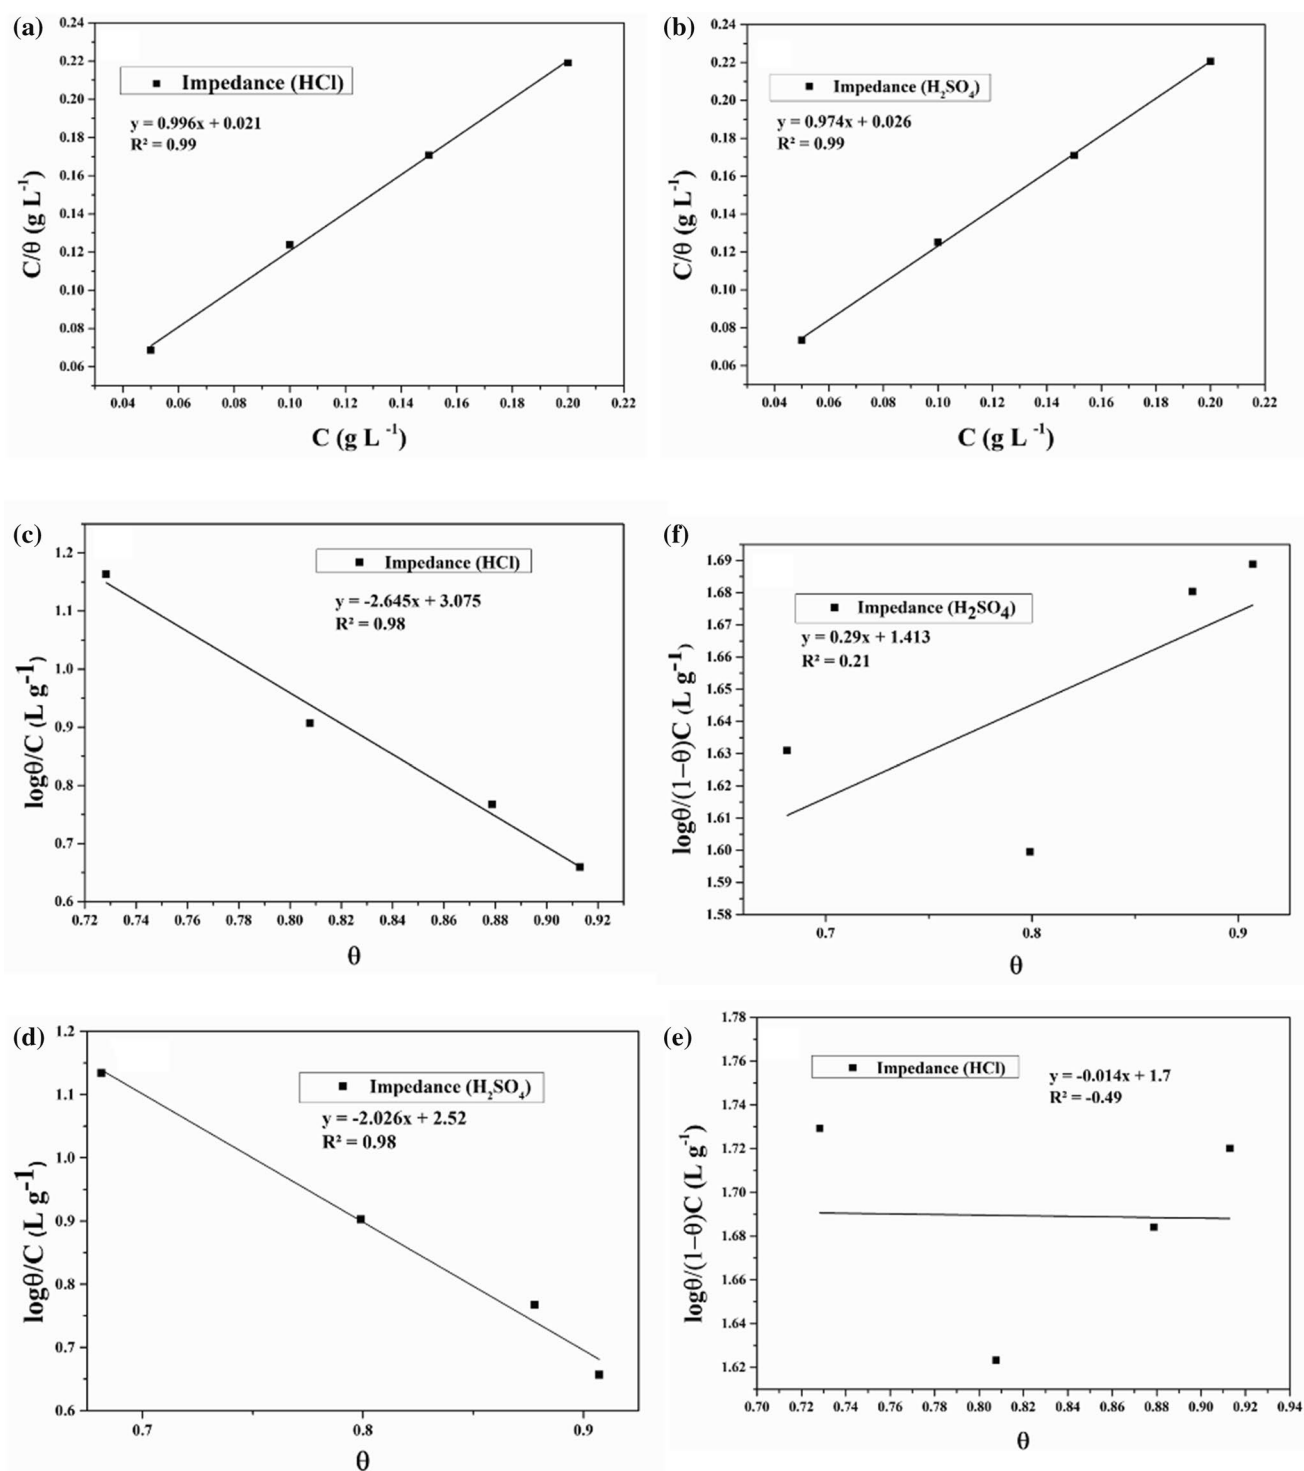 (a)
0.24
0.22
0.20
0.18
0.16
0.14
0.12
0.10
0.08
0.06
C/θ (g L⁻¹)
Impedance (HCl)
y = 0.996x + 0.021
R² = 0.99
0.04 0.06 0.08 0.10 0.12 0.14 0.16 0.18 0.20 0.22
C (g L ⁻¹)
(b)
0.24
0.22
0.20
0.18
0.16
0.14
0.12
0.10
0.08
0.06
C/θ (g L⁻¹)
Impedance (H₂SO₄)
y = 0.974x + 0.026
R² = 0.99
0.04 0.06 0.08 0.10 0.12 0.14 0.16 0.18 0.20 0.22
C (g L ⁻¹)
(c)
1.2
1.1
1.0
0.9
0.8
0.7
0.6
logθ/C (L g⁻¹)
Impedance (HCl)
y = -2.645x + 3.075
R² = 0.98
0.72 0.74 0.76 0.78 0.80 0.82 0.84 0.86 0.88 0.90 0.92
θ
(f)
1.69
1.68
1.67
1.66
1.65
1.64
1.63
1.62
1.61
1.60
1.59
1.58
logθ/(1−θ)C (L g⁻¹)
Impedance (H₂SO₄)
y = 0.29x + 1.413
R² = 0.21
0.7 0.8 0.9
θ
(d)
1.2
1.1
1.0
0.9
0.8
0.7
0.6
logθ/C (L g⁻¹)
Impedance (H₂SO₄)
y = -2.026x + 2.52
R² = 0.98
0.7 0.8 0.9
θ
(e)
1.78
1.76
1.74
1.72
1.70
1.68
1.66
1.64
1.62
logθ/(1−θ)C (L g⁻¹)
Impedance (HCl)
y = -0.014x + 1.7
R² = -0.49
0.70 0.72 0.74 0.76 0.78 0.80 0.82 0.84 0.86 0.88 0.90 0.92 0.94
θ